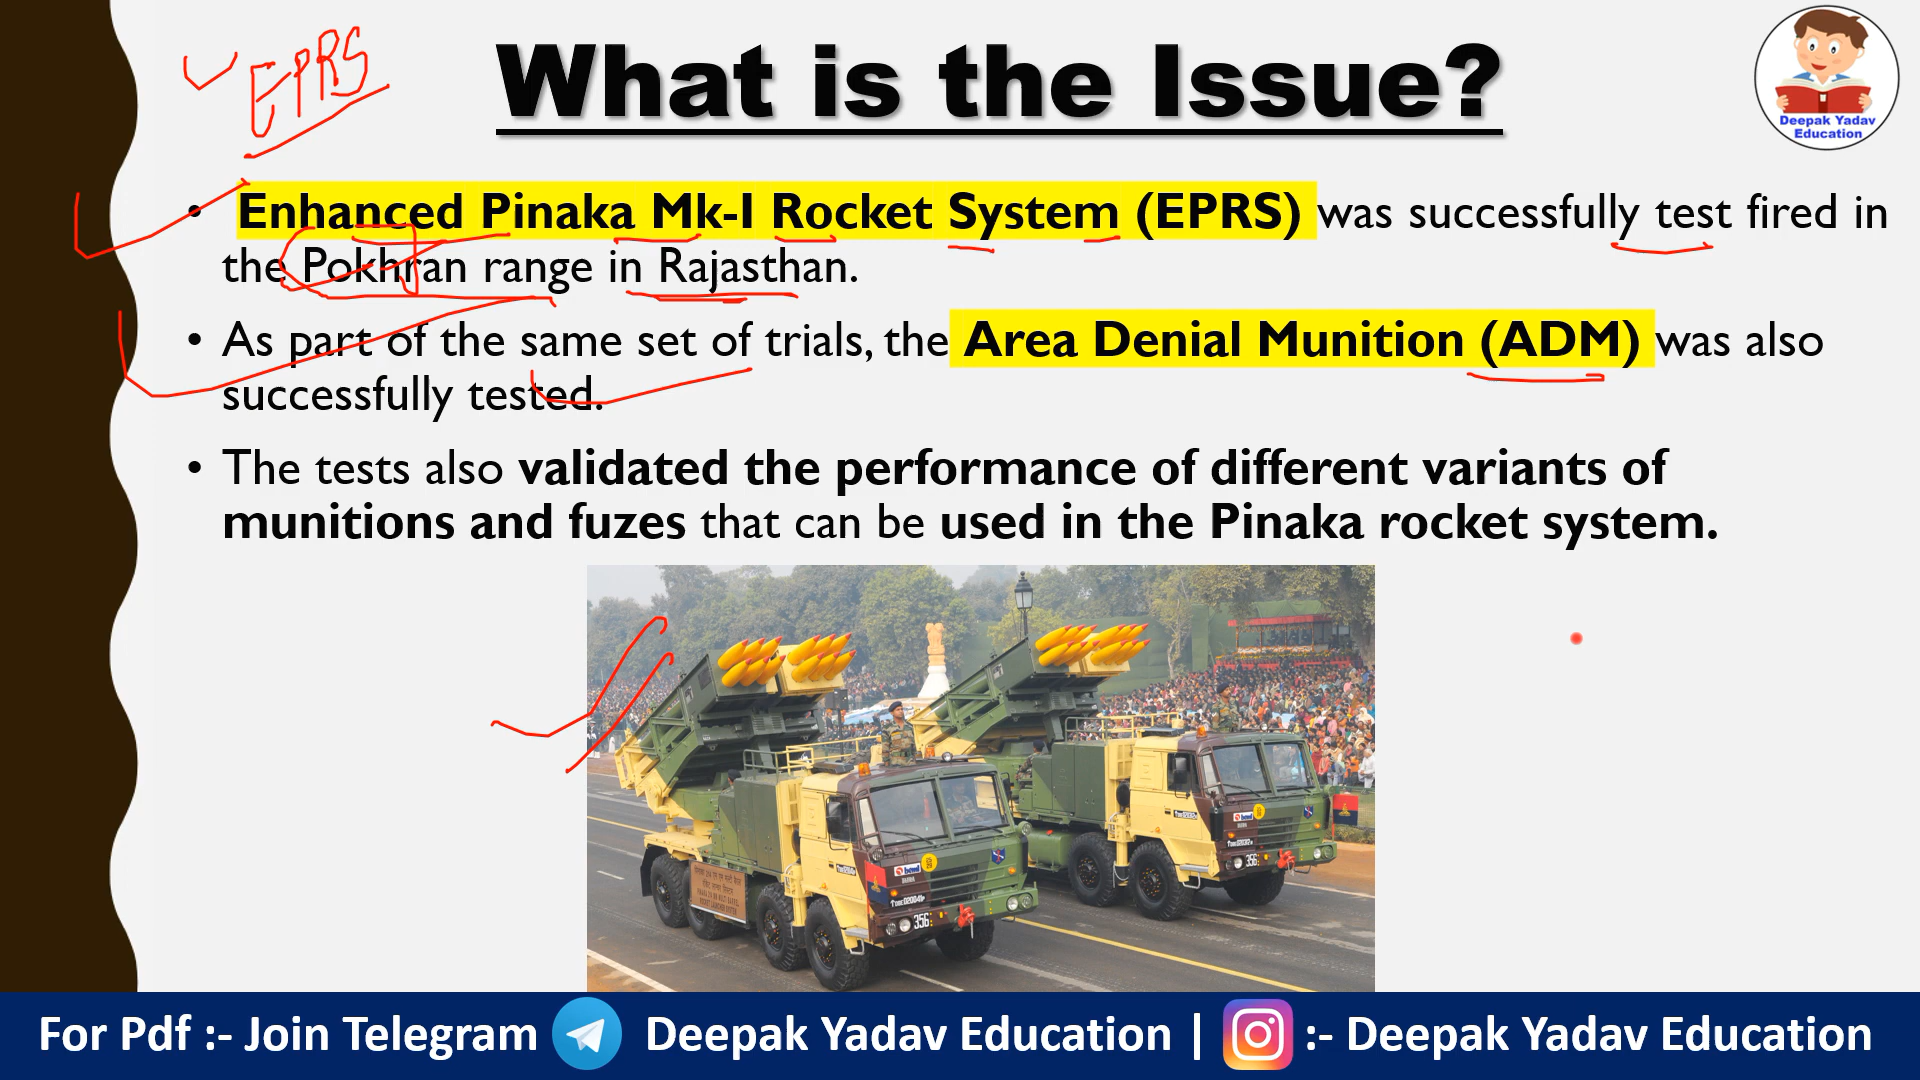 EPRS
What is the Issue?
Deepak Yadav
Education
• Enhanced Pinaka Mk-I Rocket System (EPRS) was successfully test fired in
the Pokhran range in Rajasthan.
• As part of the same set of trials, the Area Denial Munition (ADM) was also
successfully tested.
• The tests also validated the performance of different variants of
munitions and fuzes that can be used in the Pinaka rocket system.
356
356
For Pdf :- Join Telegram Deepak Yadav Education | :- Deepak Yadav Education